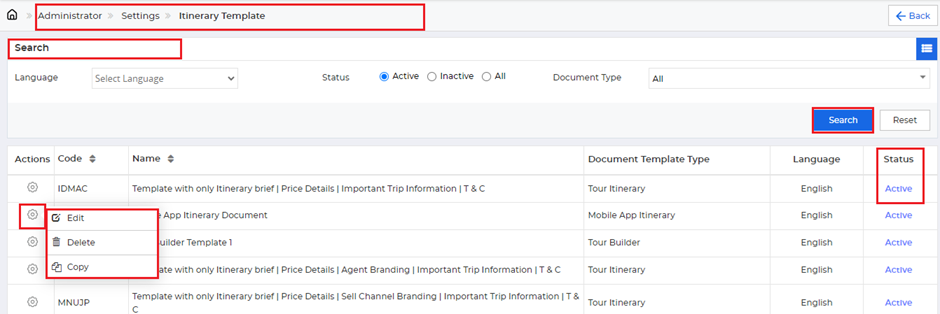 Administrator Settings Itinerary Template Back
Search
Language Select Language Status Active Inactive All Document Type All
Search Reset
Actions Code Name Document Template Type Language Status
IDMAC Template with only Itinerary brief | Price Details | Important Trip Information | T & C Tour Itinerary English Active
Edit App Itinerary Document Mobile App Itinerary English Active
Delete uilder Template 1 Tour Builder English Active
Copy te with only Itinerary brief | Price Details | Agent Branding | Important Trip Information | T & C Tour Itinerary English Active
MNUJP Template with only Itinerary brief | Price Details | Sell Channel Branding | Important Trip Information | T & Tour Itinerary English Active
C